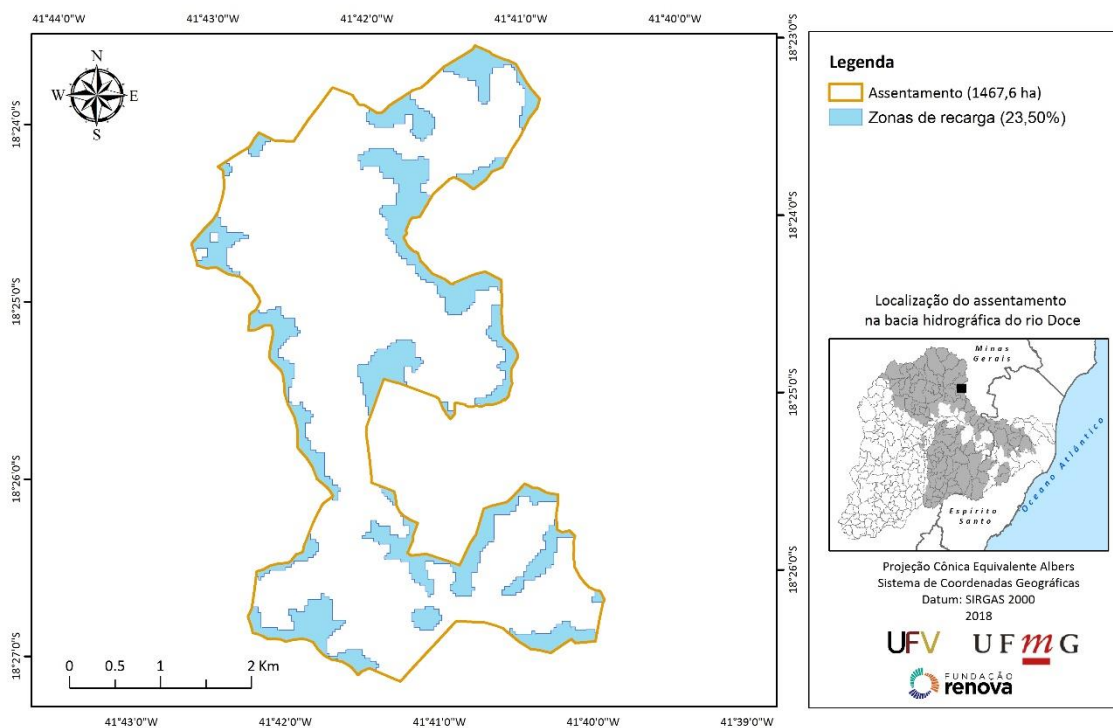 41°44'0"W 41°43'0"W 41°42'0"W 41°41'0"W 41°40'0"W
N
W E
S
18°24'0"S
18°25'0"S
18°26'0"S
18°27'0"S
18°23'0"S
18°24'0"S
18°25'0"S
18°26'0"S
0 0.5 1 2 Km
41°43'0"W 41°42'0"W 41°41'0"W 41°40'0"W 41°39'0"W
Legenda
Assentamento (1467,6 ha)
Zonas de recarga (23,50%)
Localização do assentamento
na bacia hidrográfica do rio Doce
Minas
Gerais
Oceano Atlântico
Espírito
Santo
Projeção Cônica Equivalente Albers
Sistema de Coordenadas Geográficas
Datum: SIRGAS 2000
2018
UFV UFmG
FUNDAÇÃO
renova